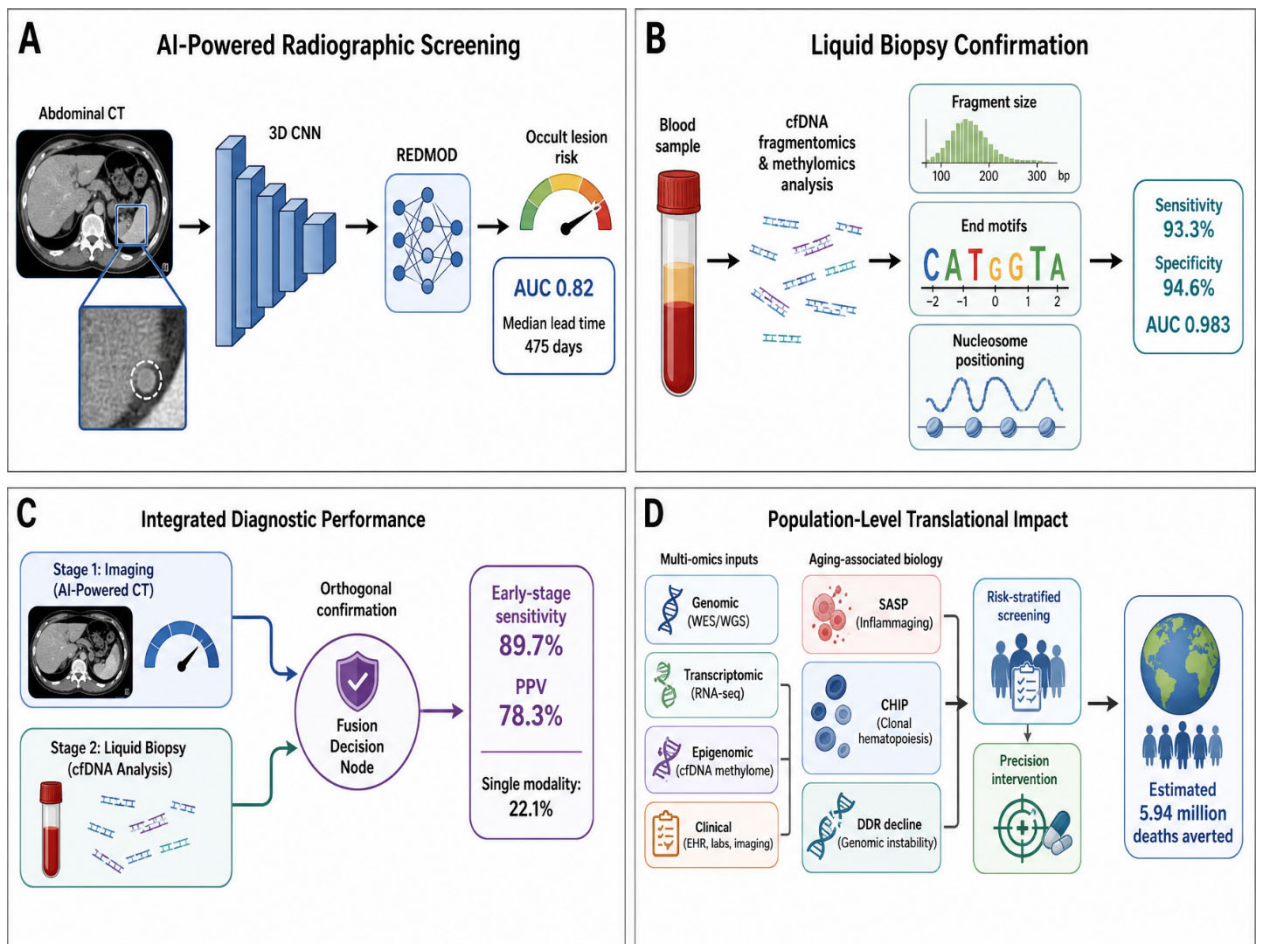 A
AI-Powered Radiographic Screening
Abdominal CT
3D CNN
REDMOD
Occult lesion
risk
AUC 0.82
Median lead time
475 days
B
Liquid Biopsy Confirmation
Blood
sample
cfDNA
fragmentomics
& methylomics
analysis
Fragment size
100 200 300 bp
End motifs
CATGGTA
−2 −1 0 1 2
Nucleosome
positioning
Sensitivity
93.3%
Specificity
94.6%
AUC 0.983
C
Integrated Diagnostic Performance
Stage 1: Imaging
(AI-Powered CT)
Stage 2: Liquid Biopsy
(cfDNA Analysis)
Orthogonal
confirmation
Fusion
Decision
Node
Early-stage
sensitivity
89.7%
PPV
78.3%
Single modality:
22.1%
D
Population-Level Translational Impact
Multi-omics inputs
Genomic
(WES/WGS)
Transcriptomic
(RNA-seq)
Epigenomic
(cfDNA methylome)
Clinical
(EHR, labs, imaging)
Aging-associated biology
SASP
(Inflammaging)
CHIP
(Clonal
hematopoiesis)
DDR decline
(Genomic instability)
Risk-stratified
screening
Precision
intervention
Estimated
5.94 million
deaths averted